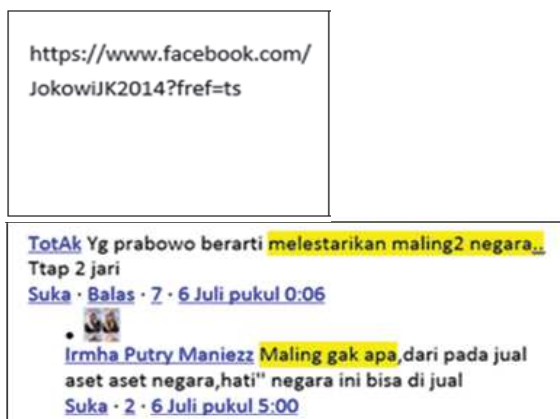 https://www.facebook.com/
JokowiJK2014?fref=ts
TotAk Yg prabowo berarti melestarikan maling2 negara..
Ttap 2 jari
Suka · Balas · 7 · 6 Juli pukul 0:06
•
Irmha Putry Maniezz Maling gak apa,dari pada jual
aset aset negara,hati" negara ini bisa di jual
Suka · 2 · 6 Juli pukul 5:00